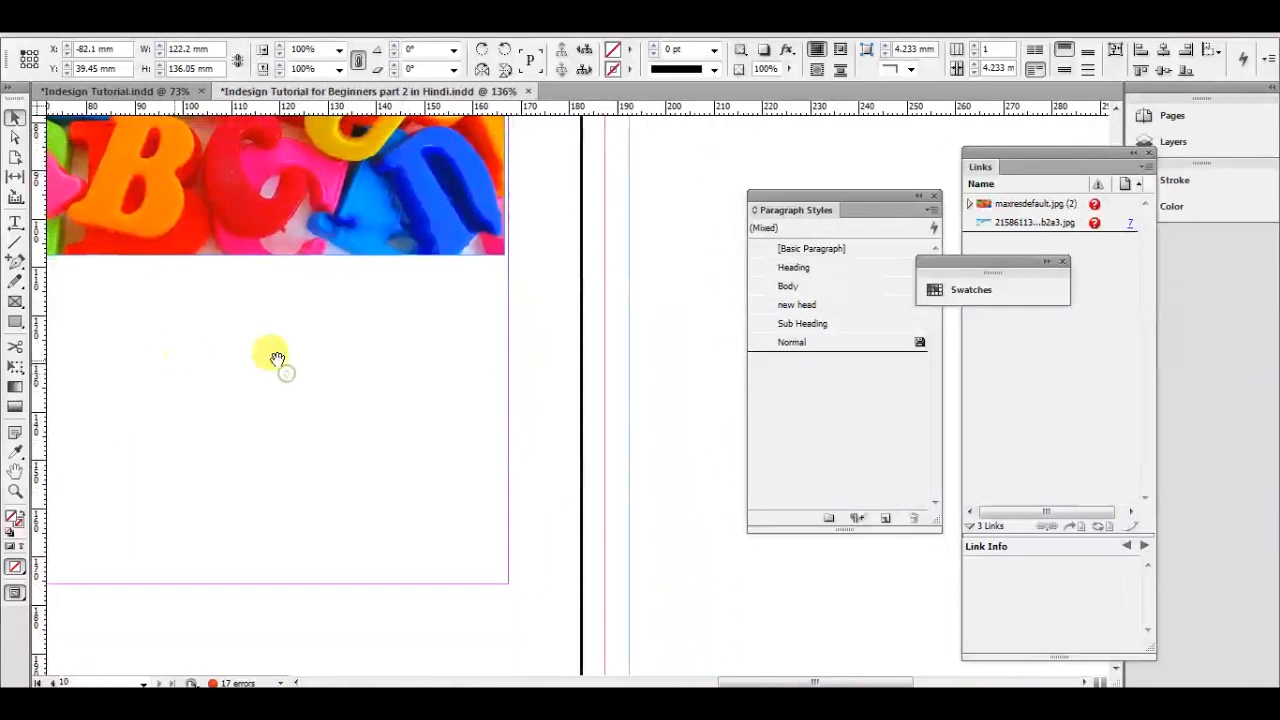 X: -82.1 mm W: 122.2 mm 100% 0° P 0 pt fx. 4.233 mm 1
Y: 39.45 mm H: 136.05 mm 100% 0° 100% 4.233 m
*Indesign Tutorial.indd @ 73% × *Indesign Tutorial for Beginners part 2 in Hindi.indd @ 136% ×
80 90 100 110 120 130 140 150 160 170 180 190 200 210 220 230 240 250 260 270 280
Pages
Layers
Stroke
Color
Links
Name
maxresdefault.jpg (2)
21586113...b2a3.jpg 7
Paragraph Styles
(Mixed)
[Basic Paragraph]
Heading
Body
new head
Sub Heading
Normal
Swatches
3 Links
Link Info
B C D
10 17 errors